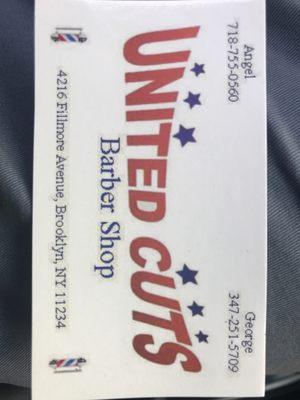 Angel
718-755-0560
George
347-251-5709
UNITED CUTS
Barber Shop
4216 Fillmore Avenue, Brooklyn, NY 11234